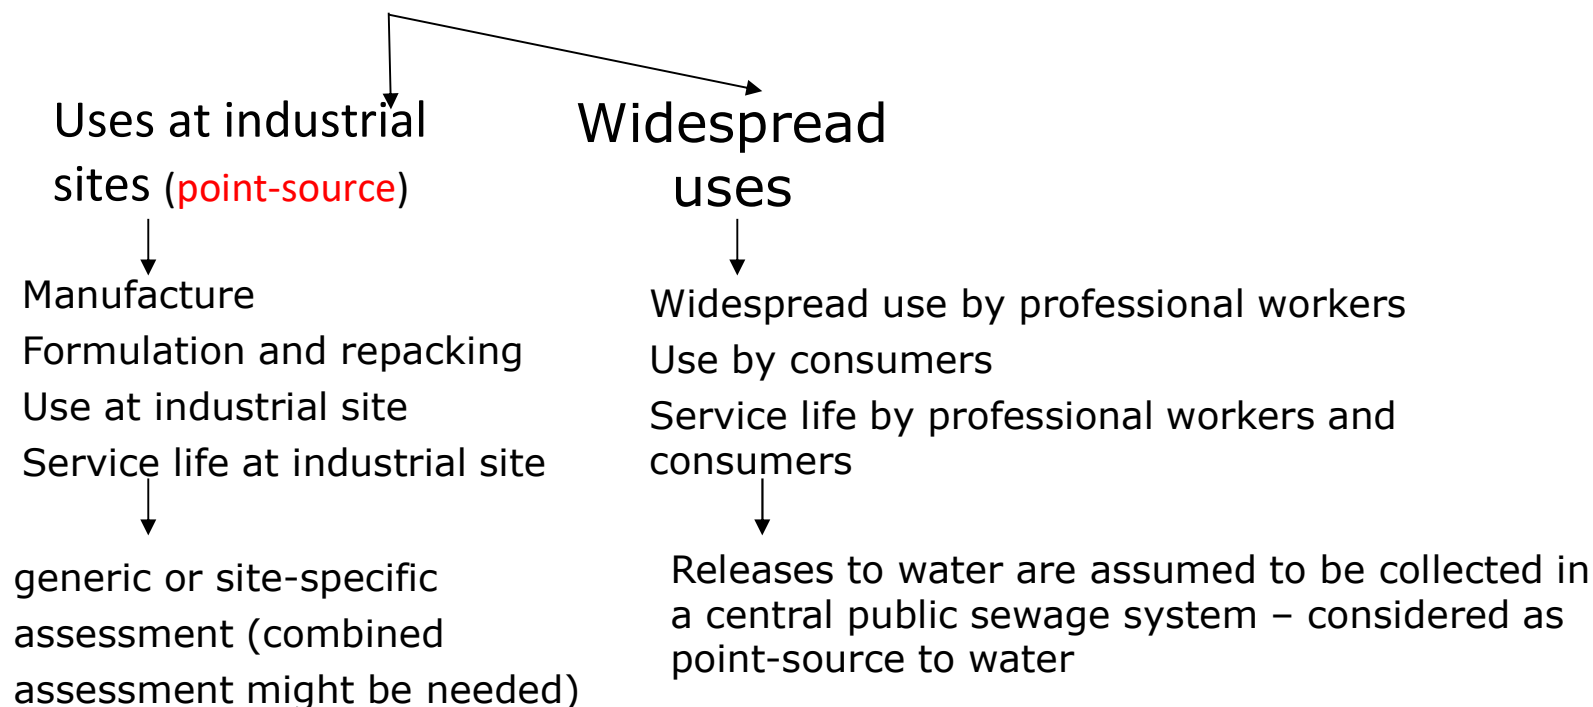 Uses at industrial
sites (point-source)
Manufacture
Formulation and repacking
Use at industrial site
Service life at industrial site
generic or site-specific
assessment (combined
assessment might be needed)
Widespread
uses
Widespread use by professional workers
Use by consumers
Service life by professional workers and
consumers
Releases to water are assumed to be collected in
a central public sewage system – considered as
point-source to water